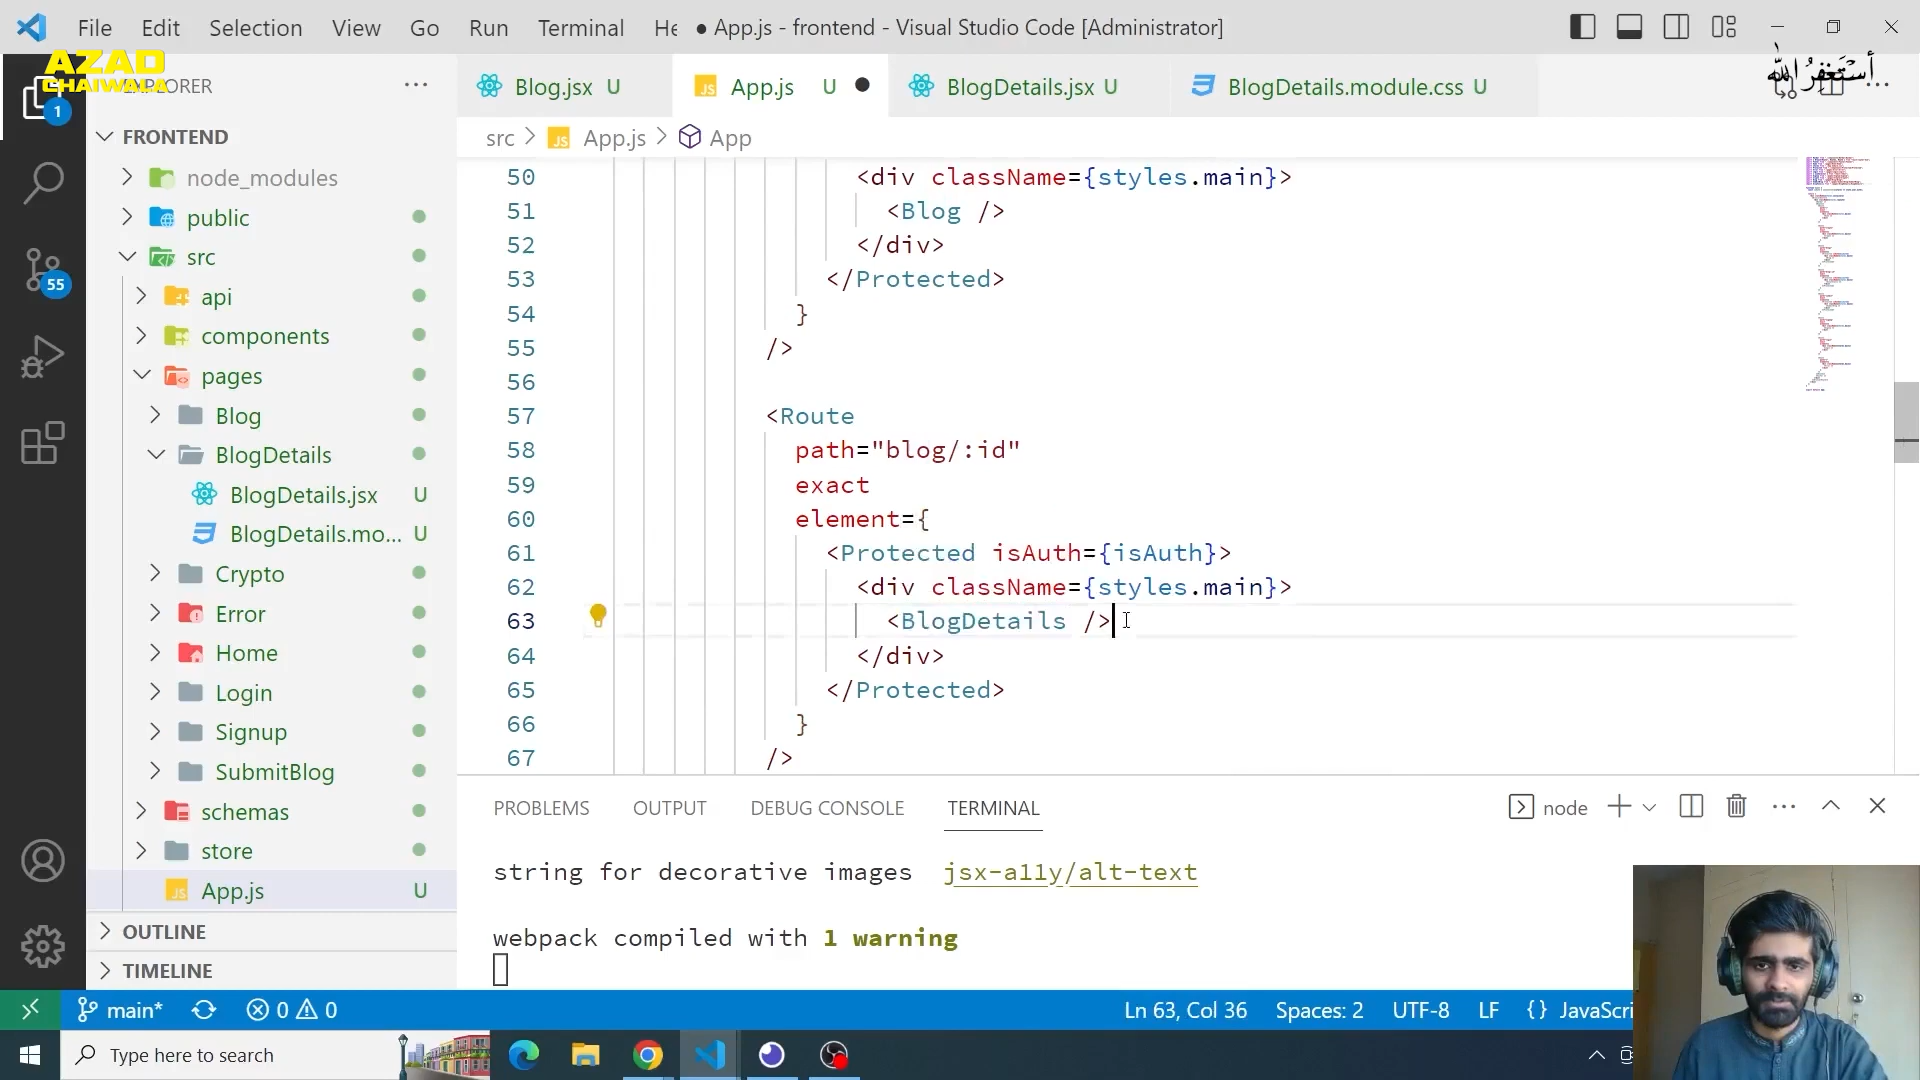 File Edit Selection View Go Run Terminal He ● App.js - frontend - Visual Studio Code [Administrator]
AZAD
CHAIWALA
EXPLORER
Blog.jsx U
App.js U
BlogDetails.jsx U
BlogDetails.module.css U
أستغفر الله
src > JS App.js > App
FRONTEND
node_modules
public
src
api
components
pages
Blog
BlogDetails
BlogDetails.jsx U
BlogDetails.mo... U
Crypto
Error
Home
Login
Signup
SubmitBlog
schemas
store
JS App.js U
OUTLINE
TIMELINE
1
55
50 <div className={styles.main}>
51 <Blog />
52 </div>
53 </Protected>
54 }
55 />
56
57 <Route
58 path="blog/:id"
59 exact
60 element={
61 <Protected isAuth={isAuth}>
62 <div className={styles.main}>
63 <BlogDetails />
64 </div>
65 </Protected>
66 }
67 />
PROBLEMS OUTPUT DEBUG CONSOLE TERMINAL
node
string for decorative images jsx-a11y/alt-text
webpack compiled with 1 warning
main* 0 0 Ln 63, Col 36 Spaces: 2 UTF-8 LF {} JavaScri
Type here to search